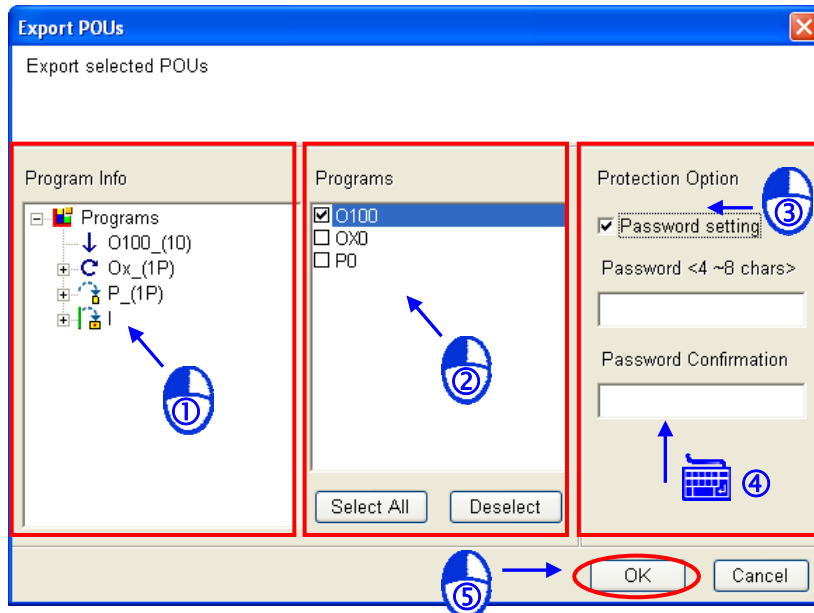 Export POUs
Export selected POUs
Program Info
Programs
O100_(10)
Ox_(1P)
P_(1P)
I
①
Programs
O100
OX0
P0
②
Select All
Deselect
Protection Option
③
Password setting
Password <4 ~8 chars>
Password Confirmation
④
⑤
OK
Cancel